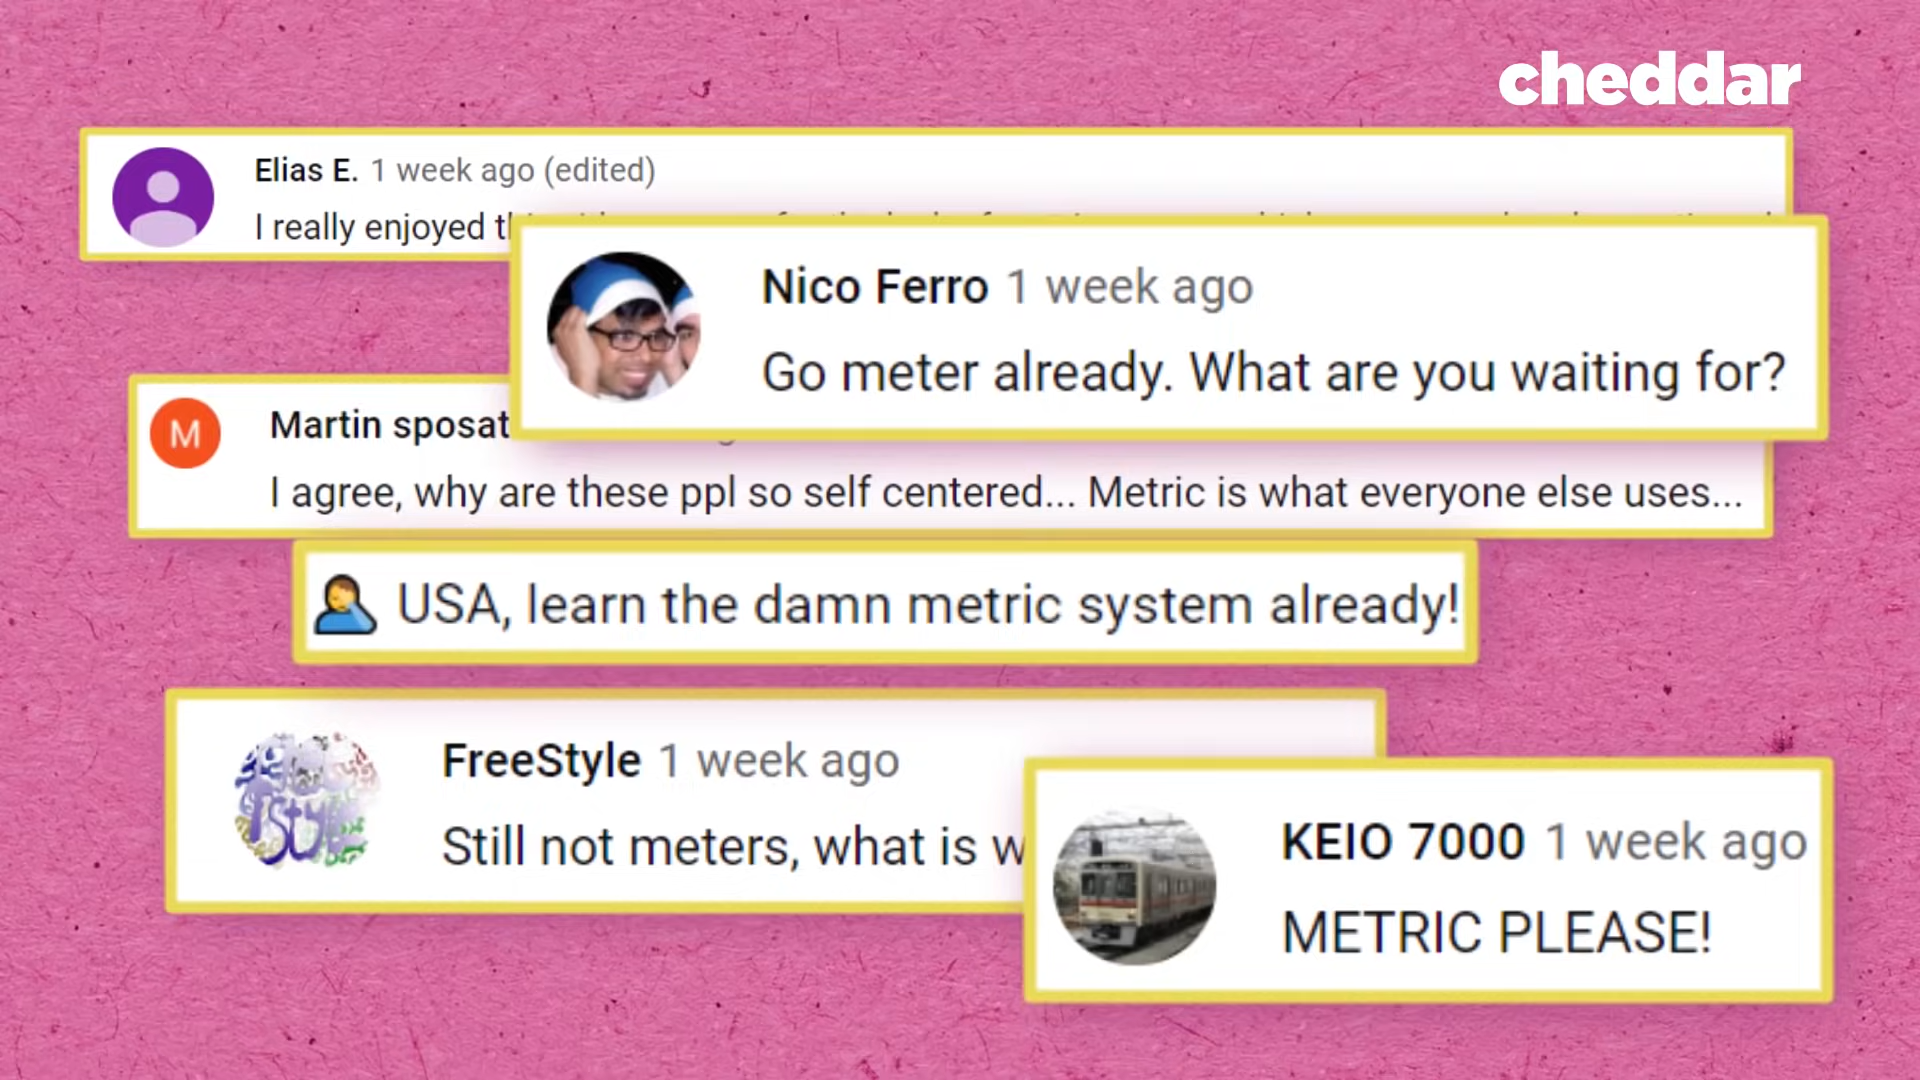 cheddar
Elias E. 1 week ago (edited)
I really enjoyed
Nico Ferro 1 week ago
Go meter already. What are you waiting for?
Martin sposat
I agree, why are these ppl so self centered... Metric is what everyone else uses...
USA, learn the damn metric system already!
FreeStyle 1 week ago
Still not meters, what is
KEIO 7000 1 week ago
METRIC PLEASE!